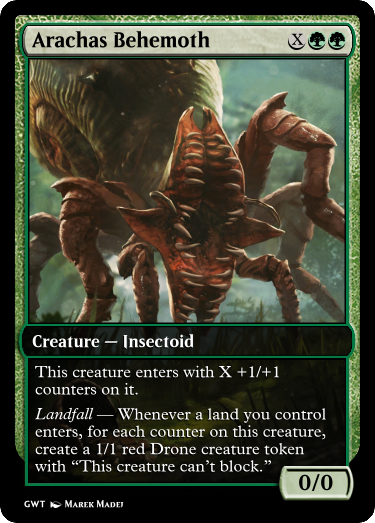 Arachas Behemoth X
Creature — Insectoid
This creature enters with X +1/+1
counters on it.
Landfall — Whenever a land you control
enters, for each counter on this creature,
create a 1/1 red Drone creature token
with “This creature can’t block.”
0/0
GWT Marek Madej